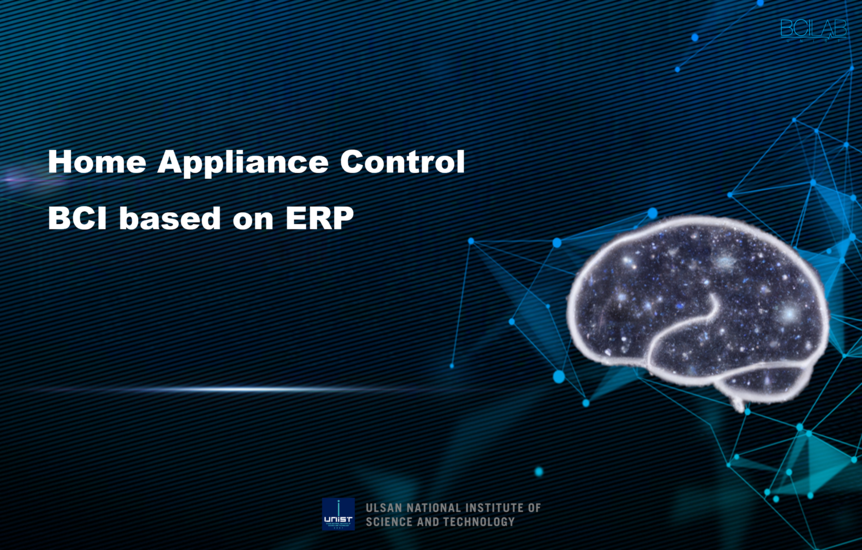 BCILAB
Home Appliance Control
BCI based on ERP
UNIST
ULSAN NATIONAL INSTITUTE OF
SCIENCE AND TECHNOLOGY